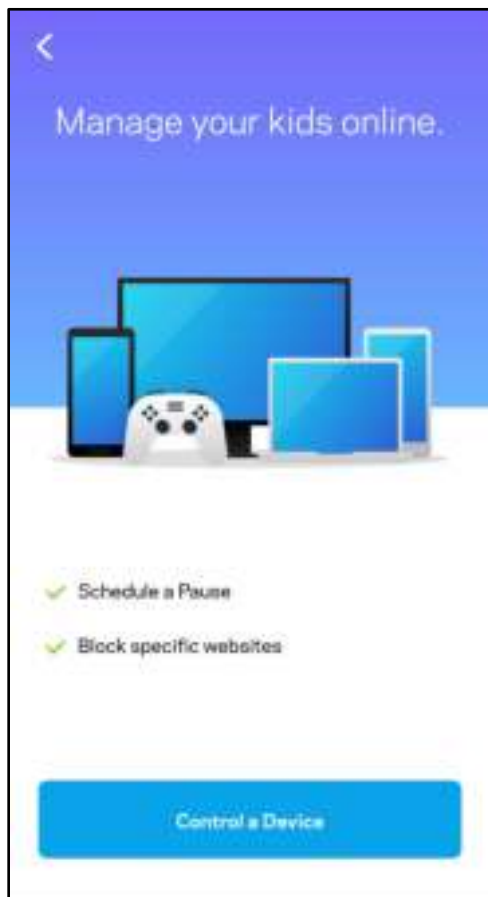 Manage your kids online.
Schedule a Pause
Block specific websites
Control a Device